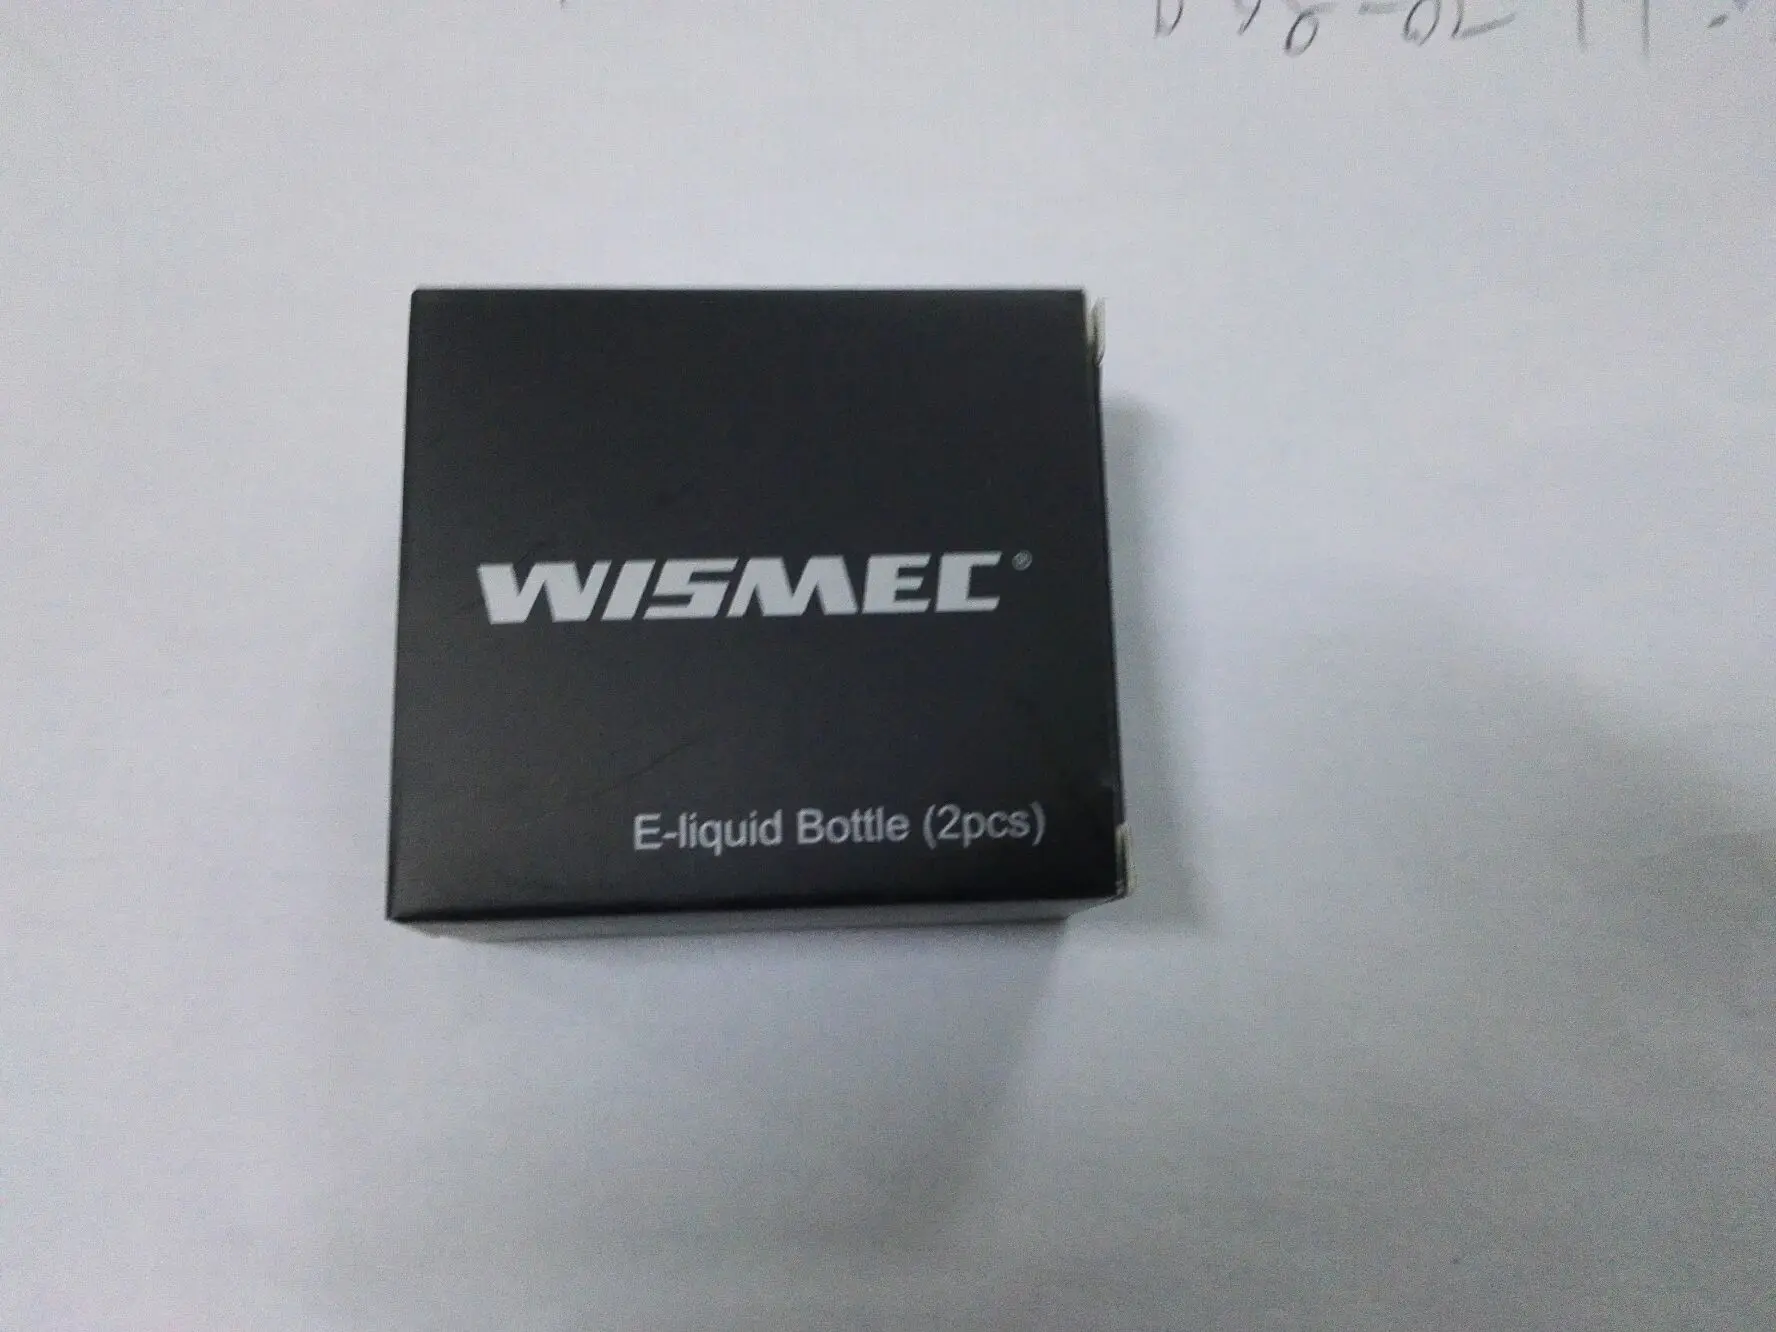 WISMEC®
E-liquid Bottle (2pcs)